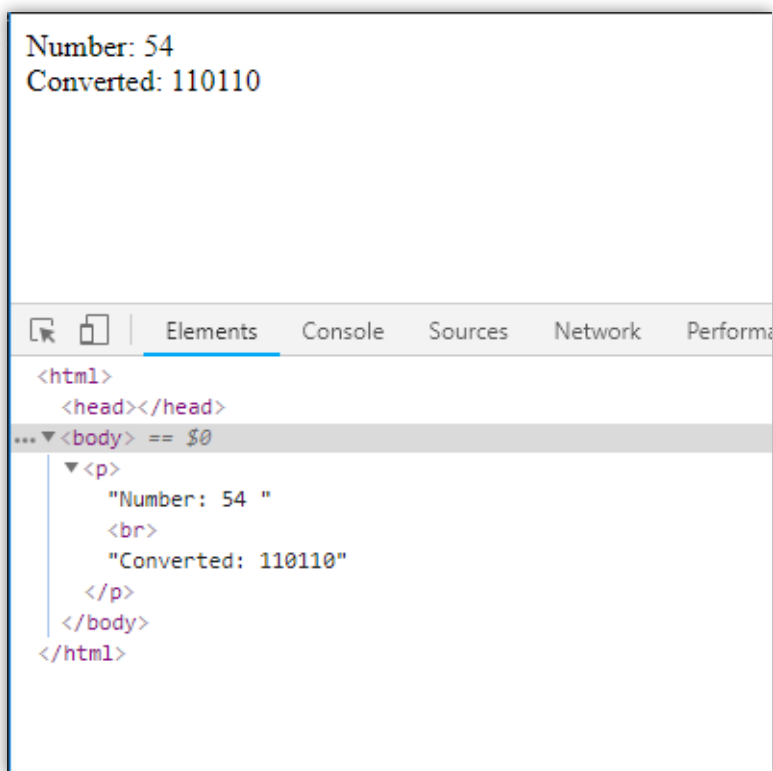 Number: 54
Converted: 110110
Elements Console Sources Network Performa
<html>
<head></head>
... ▼<body> == $0
▼<p>
"Number: 54 "
<br>
"Converted: 110110"
</p>
</body>
</html>